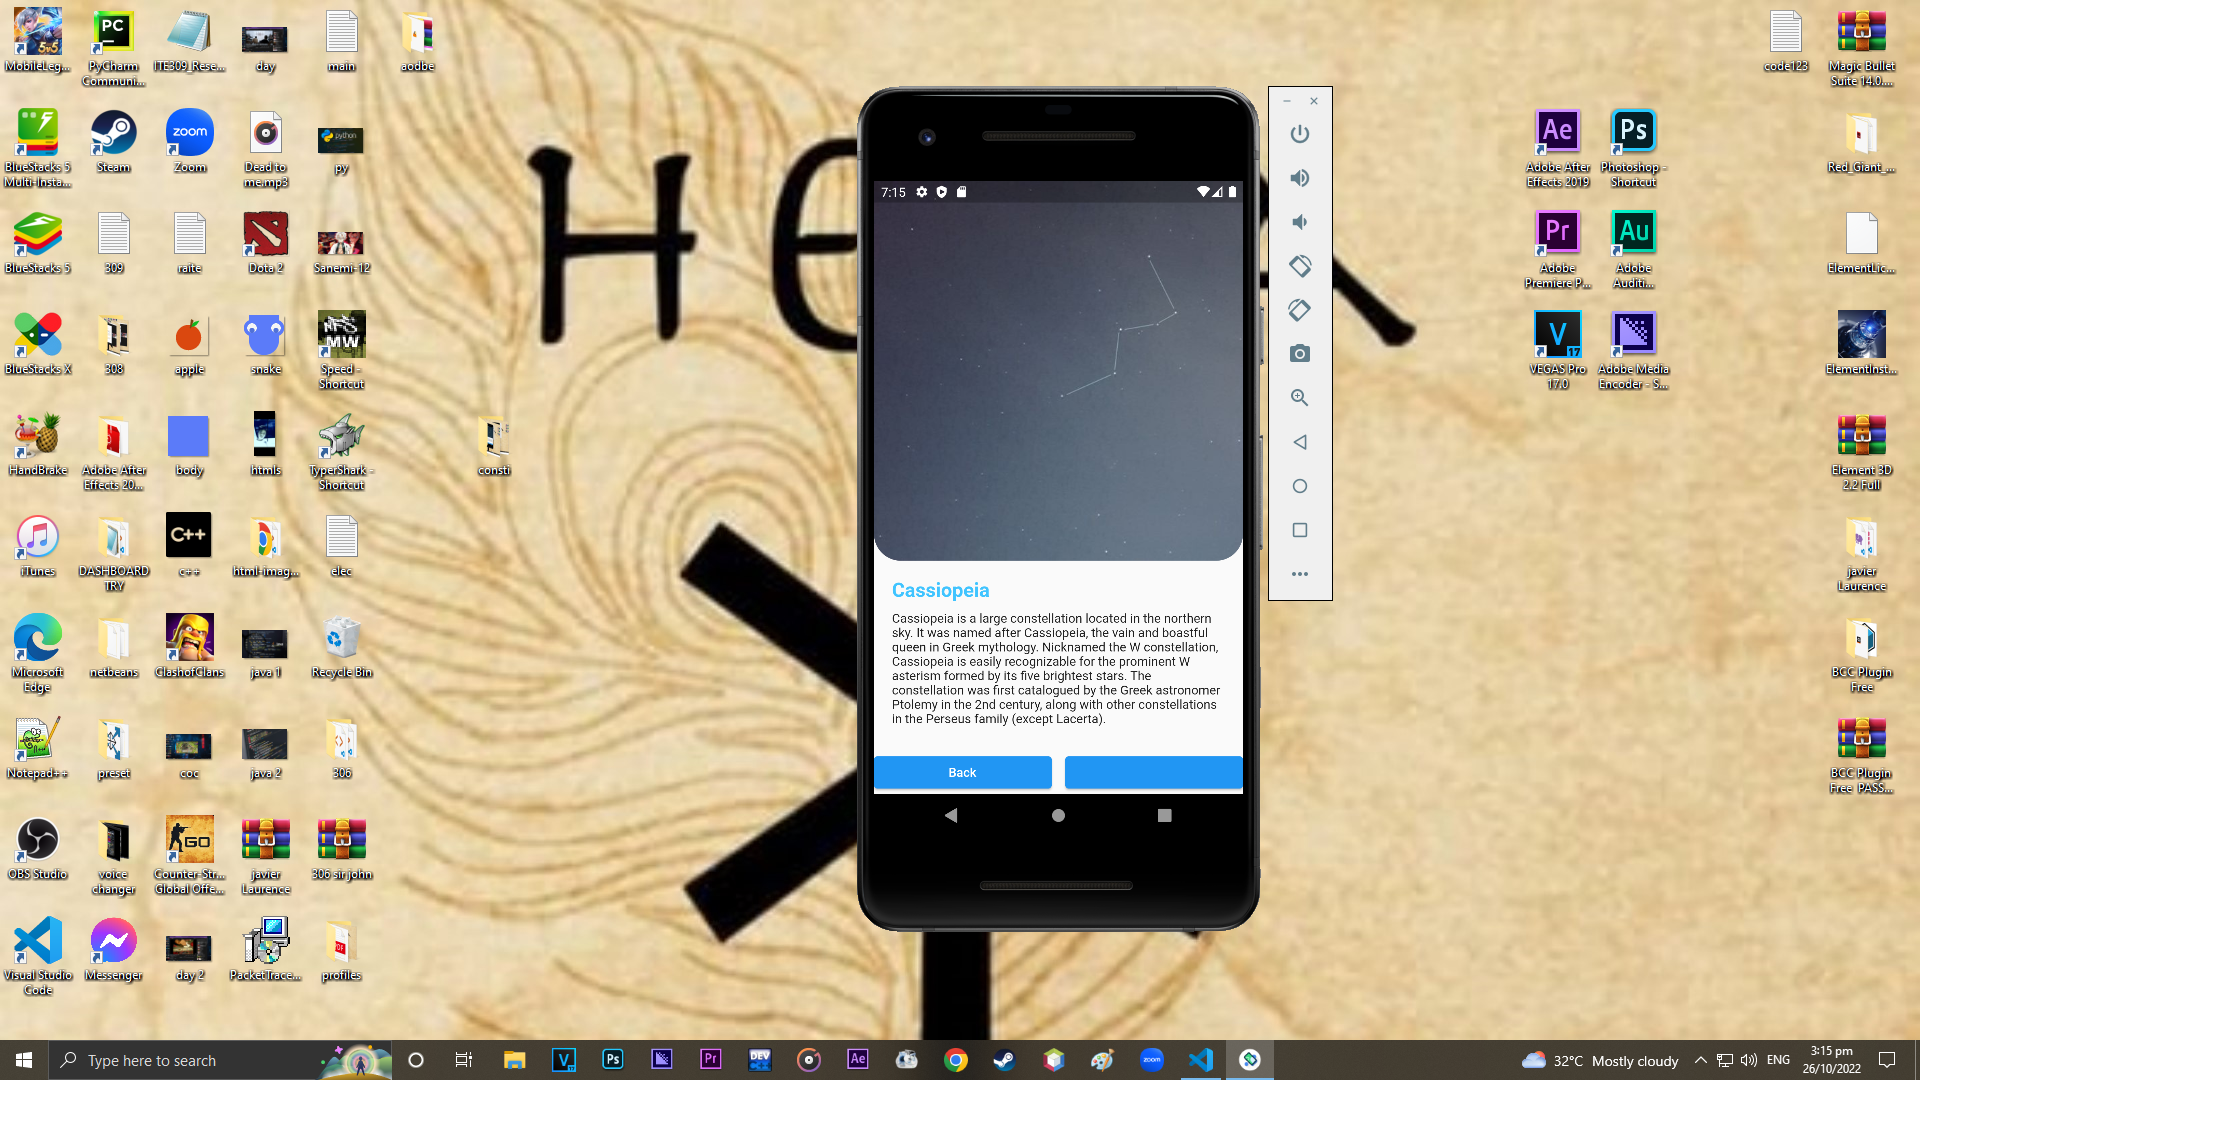 MobileLeg...
PyCharm
Communi...
ITE309_Rese...
day
main
aodbe
code123
Magic Bullet
Suite 14.0....
BlueStacks 5
Multi-Insta...
Steam
zoom
Zoom
Dead to
me.mp3
python
py
Ae
Adobe After
Effects 2019
Ps
Photoshop -
Shortcut
Red_Giant_...
BlueStacks 5
309
raite
Dota 2
Sanemi-12
Pr
Adobe
Premiere P...
Au
Adobe
Auditi...
ElementLic...
BlueStacks X
308
apple
snake
Speed -
Shortcut
V
17
VEGAS Pro
17.0
Adobe Media
Encoder - S...
ElementInst...
HandBrake
Adobe After
Effects 20...
body
htmls
TyperShark -
Shortcut
consti
Element 3D
2.2 Full
iTunes
DASHBOARD
TRY
C++
c++
html-imag...
elec
javier
Laurence
Microsoft
Edge
netbeans
ClashofClans
java 1
Recycle Bin
BCC Plugin
Free
Notepad++
preset
coc
java 2
306
BCC Plugin
Free_PASS...
OBS Studio
voice
changer
GO
Counter-Str...
Global Offe...
javier
Laurence
306 sir john
Visual Studio
Code
Messenger
day 2
PacketTrace...
PDF
profiles
7:15
Cassiopeia
Cassiopeia is a large constellation located in the northern
sky. It was named after Cassiopeia, the vain and boastful
queen in Greek mythology. Nicknamed the W constellation,
Cassiopeia is easily recognizable for the prominent W
asterism formed by its five brightest stars. The
constellation was first catalogued by the Greek astronomer
Ptolemy in the 2nd century, along with other constellations
in the Perseus family (except Lacerta).
Back
Type here to search
32°C Mostly cloudy
ENG
3:15 pm
26/10/2022